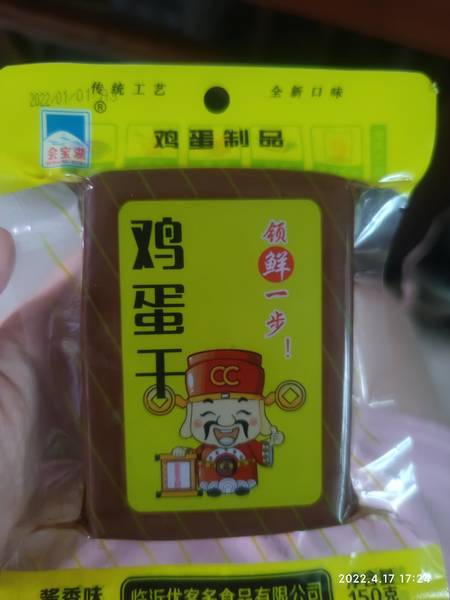 传统工艺
全新口味
2022/01/01
®
会宝湖
鸡蛋制品
鸡蛋干
领鲜一步!
CC
酱香味
临沂优客多食品有限公司
150克
2022.4.17 17:24